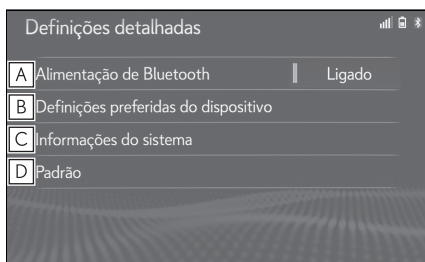 Definições detalhadas
A Alimentação de Bluetooth Ligado
B Definições preferidas do dispositivo
C Informações do sistema
D Padrão